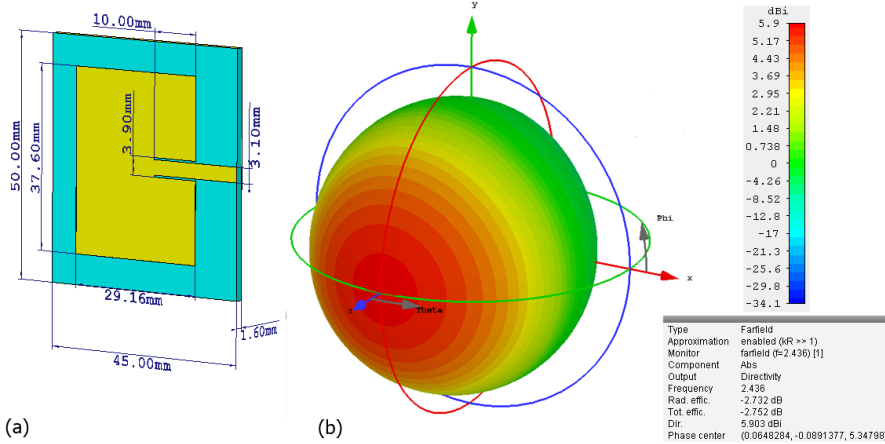 10.00mm
50.00mm
37.60mm
3.90mm
3.10mm
29.16mm
1.60mm
45.00mm
(a)
y
Phi
x
z
Theta
(b)
dBi
5.9
5.17
4.43
3.69
2.95
2.21
1.48
0.738
0
-4.26
-8.52
-12.8
-17
-21.3
-25.6
-29.8
-34.1
Type Farfield
Approximation enabled (kR >> 1)
Monitor farfield (f=2.436) [1]
Component Abs
Output Directivity
Frequency 2.436
Rad. effic. -2.732 dB
Tot. effic. -2.752 dB
Dir. 5.903 dBi
Phase center (0.0648284, -0.0891377, 5.34798)